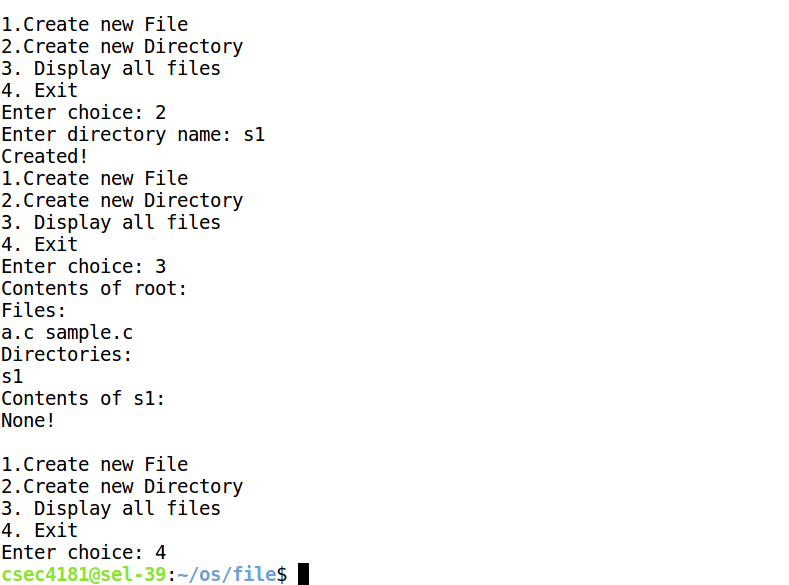 1.Create new File
2.Create new Directory
3. Display all files
4. Exit
Enter choice: 2
Enter directory name: s1
Created!
1.Create new File
2.Create new Directory
3. Display all files
4. Exit
Enter choice: 3
Contents of root:
Files:
a.c sample.c
Directories:
s1
Contents of s1:
None!

1.Create new File
2.Create new Directory
3. Display all files
4. Exit
Enter choice: 4
csec4181@sel-39:~/os/file$